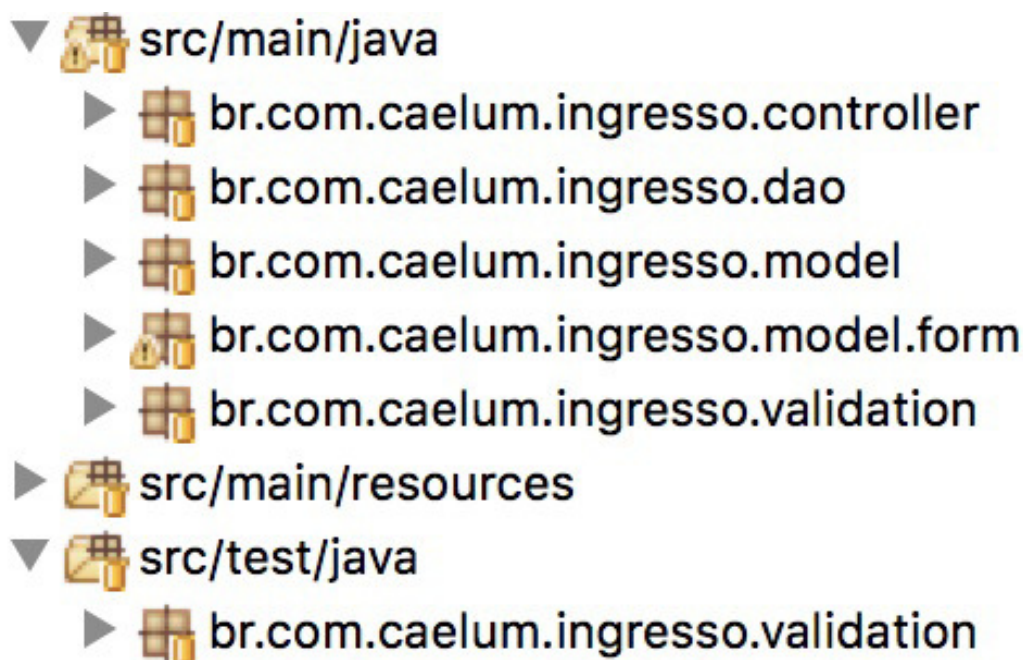 src/main/java
br.com.caelum.ingresso.controller
br.com.caelum.ingresso.dao
br.com.caelum.ingresso.model
br.com.caelum.ingresso.model.form
br.com.caelum.ingresso.validation
src/main/resources
src/test/java
br.com.caelum.ingresso.validation